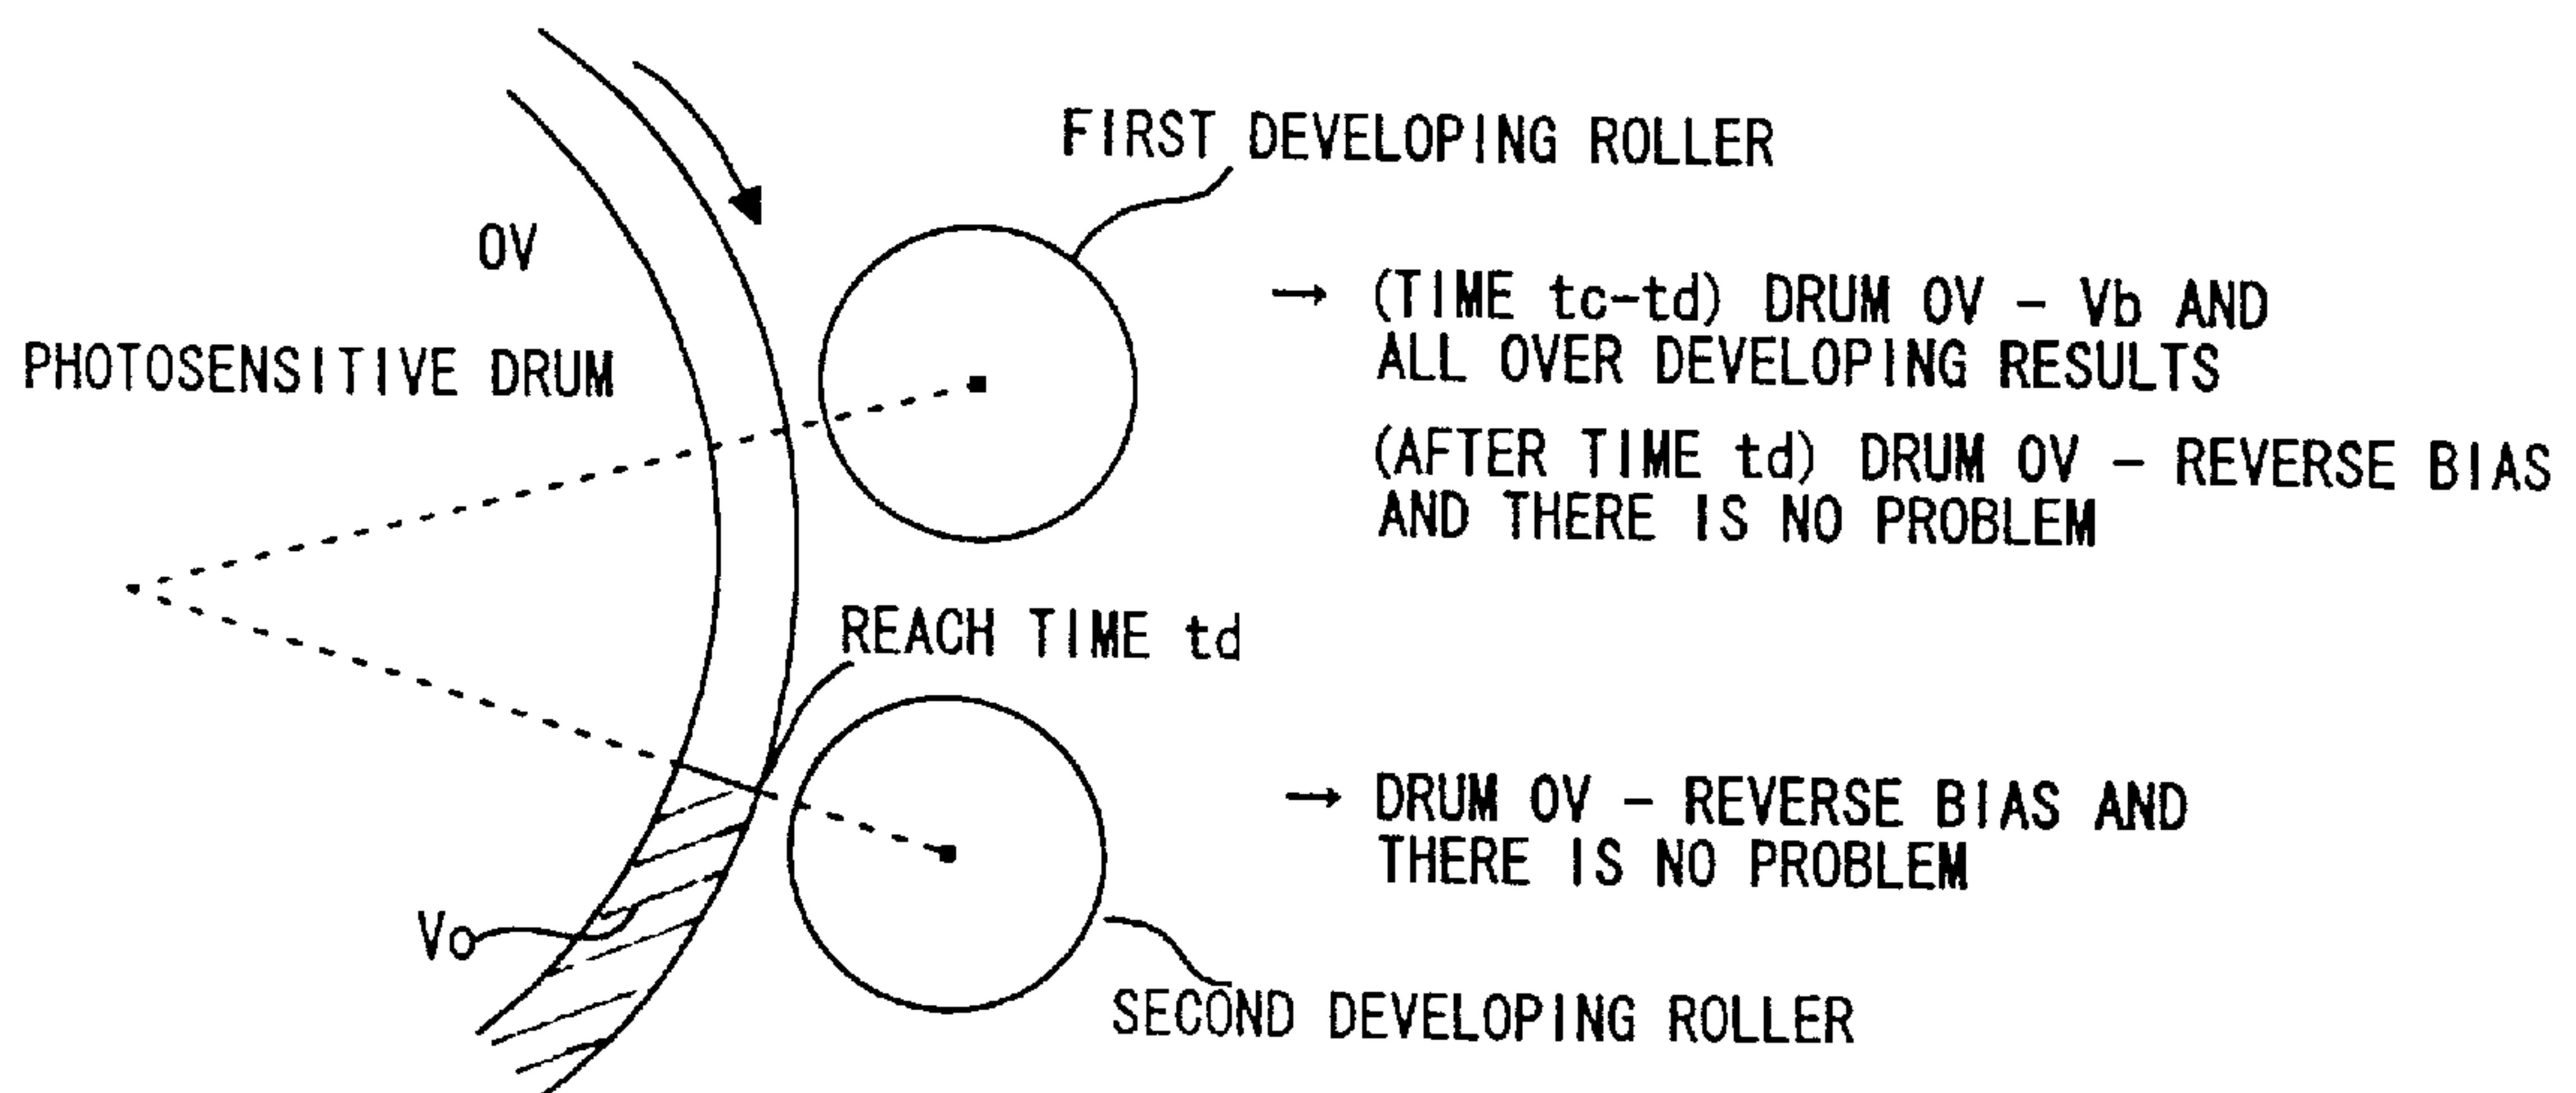 FIRST DEVELOPING ROLLER
0V
→ (TIME tc-td) DRUM 0V - Vb AND
ALL OVER DEVELOPING RESULTS
PHOTOSENSITIVE DRUM
(AFTER TIME td) DRUM 0V - REVERSE BIAS
AND THERE IS NO PROBLEM
REACH TIME td
→ DRUM 0V - REVERSE BIAS AND
THERE IS NO PROBLEM
Vo
SECOND DEVELOPING ROLLER